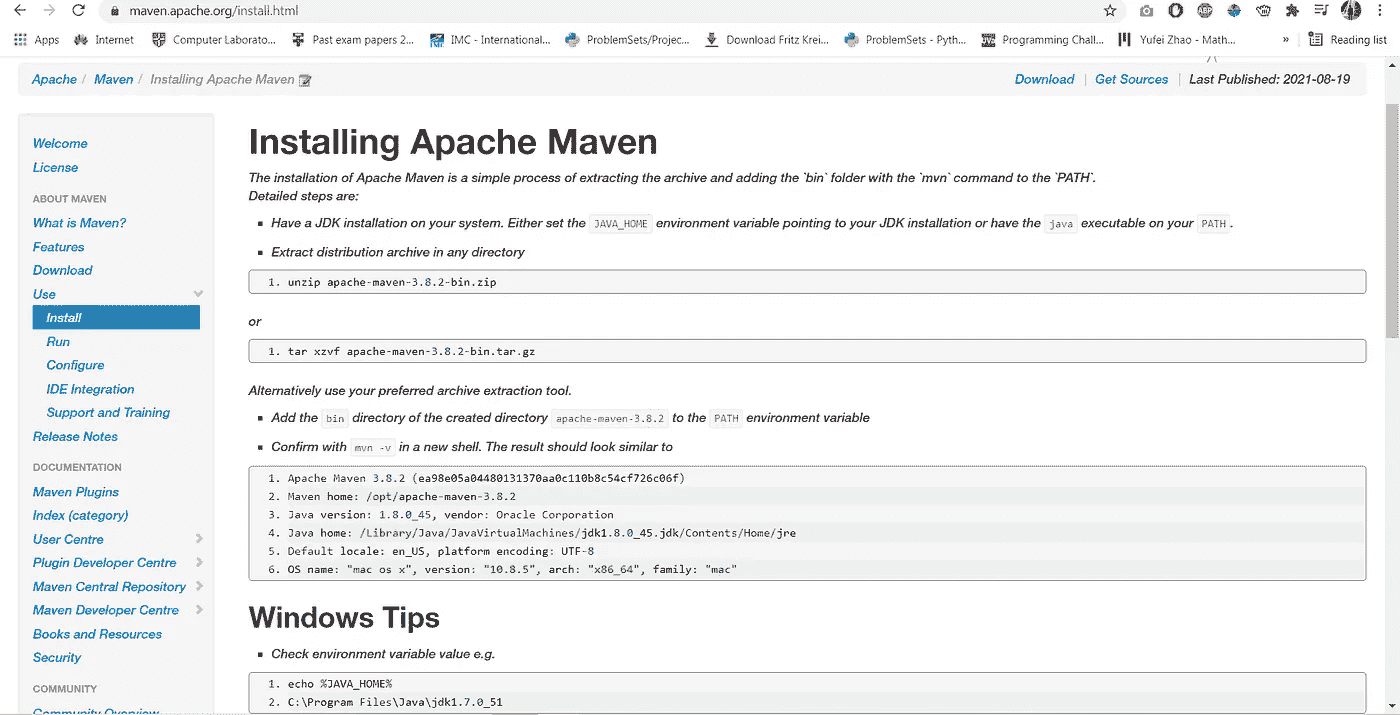 maven.apache.org/install.html
Apps Internet Computer Laborato... Past exam papers 2... IMC - International... ProblemSets/Projec... Download Fritz Krei... ProblemSets - Pyth... Programming Chall... Yufei Zhao - Math... » Reading list
Apache / Maven / Installing Apache Maven Download | Get Sources | Last Published: 2021-08-19
Welcome
License
ABOUT MAVEN
What is Maven?
Features
Download
Use
Install
Run
Configure
IDE Integration
Support and Training
Release Notes
DOCUMENTATION
Maven Plugins
Index (category)
User Centre
Plugin Developer Centre
Maven Central Repository
Maven Developer Centre
Books and Resources
Security
COMMUNITY
Community Overview
Installing Apache Maven
The installation of Apache Maven is a simple process of extracting the archive and adding the `bin` folder with the `mvn` command to the `PATH`.
Detailed steps are:
Have a JDK installation on your system. Either set the JAVA_HOME environment variable pointing to your JDK installation or have the java executable on your PATH .
Extract distribution archive in any directory
1. unzip apache-maven-3.8.2-bin.zip
or
1. tar xzvf apache-maven-3.8.2-bin.tar.gz
Alternatively use your preferred archive extraction tool.
Add the bin directory of the created directory apache-maven-3.8.2 to the PATH environment variable
Confirm with mvn -v in a new shell. The result should look similar to
1. Apache Maven 3.8.2 (ea98e05a04480131370aa0c110b8c54cf726c06f)
2. Maven home: /opt/apache-maven-3.8.2
3. Java version: 1.8.0_45, vendor: Oracle Corporation
4. Java home: /Library/Java/JavaVirtualMachines/jdk1.8.0_45.jdk/Contents/Home/jre
5. Default locale: en_US, platform encoding: UTF-8
6. OS name: "mac os x", version: "10.8.5", arch: "x86_64", family: "mac"
Windows Tips
Check environment variable value e.g.
1. echo %JAVA_HOME%
2. C:\Program Files\Java\jdk1.7.0_51